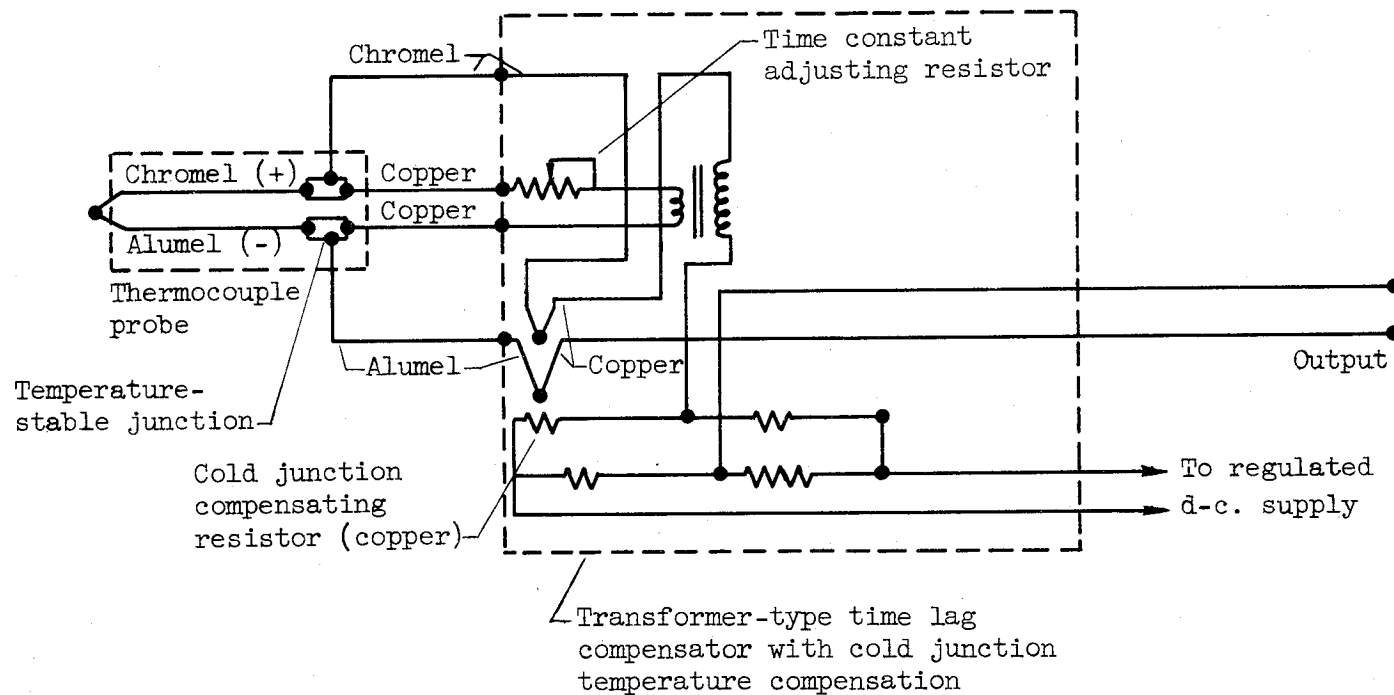 Chromel
Time constant
adjusting resistor
Chromel (+)
Copper
Copper
Alumel (-)
Thermocouple
probe
Alumel
Copper
Output
Temperature-
stable junction
Cold junction
compensating
resistor (copper)
To regulated
d-c. supply
Transformer-type time lag
compensator with cold junction
temperature compensation